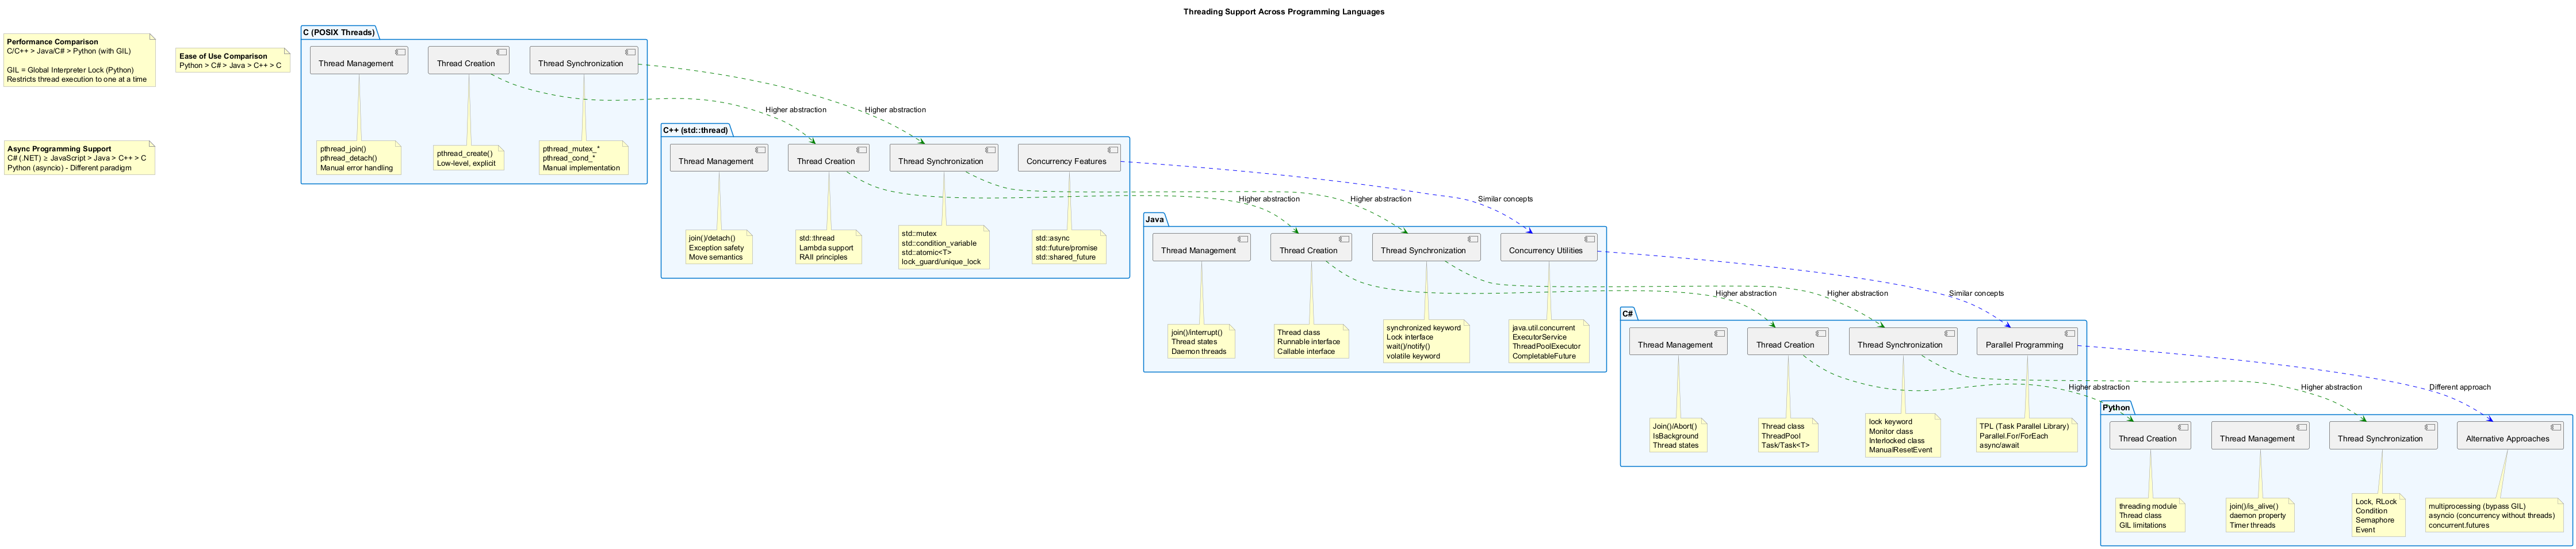 Threading Support Across Programming Languages
Performance Comparison
C/C++ > Java/C# > Python (with GIL)
GIL = Global Interpreter Lock (Python)
Restricts thread execution to one at a time
Ease of Use Comparison
Python > C# > Java > C++ > C
Async Programming Support
C# (.NET) ≥ JavaScript > Java > C++ > C
Python (asyncio) - Different paradigm
C (POSIX Threads)
Thread Management
Thread Creation
Thread Synchronization
pthread_join()
pthread_detach()
Manual error handling
pthread_create()
Low-level, explicit
pthread_mutex_*
pthread_cond_*
Manual implementation
Higher abstraction
Higher abstraction
C++ (std::thread)
Thread Management
Thread Creation
Thread Synchronization
Concurrency Features
join()/detach()
Exception safety
Move semantics
std::thread
Lambda support
RAII principles
std::mutex
std::condition_variable
std::atomic<T>
lock_guard/unique_lock
std::async
std::future/promise
std::shared_future
Higher abstraction
Higher abstraction
Similar concepts
Java
Thread Management
Thread Creation
Thread Synchronization
Concurrency Utilities
join()/interrupt()
Thread states
Daemon threads
Thread class
Runnable interface
Callable interface
synchronized keyword
Lock interface
wait()/notify()
volatile keyword
java.util.concurrent
ExecutorService
ThreadPoolExecutor
CompletableFuture
Higher abstraction
Higher abstraction
Similar concepts
C#
Thread Management
Thread Creation
Thread Synchronization
Parallel Programming
Join()/Abort()
IsBackground
Thread states
Thread class
ThreadPool
Task/Task<T>
lock keyword
Monitor class
Interlocked class
ManualResetEvent
TPL (Task Parallel Library)
Parallel.For/ForEach
async/await
Higher abstraction
Higher abstraction
Different approach
Python
Thread Creation
Thread Management
Thread Synchronization
Alternative Approaches
threading module
Thread class
GIL limitations
join()/is_alive()
daemon property
Timer threads
Lock, RLock
Condition
Semaphore
Event
multiprocessing (bypass GIL)
asyncio (concurrency without threads)
concurrent.futures